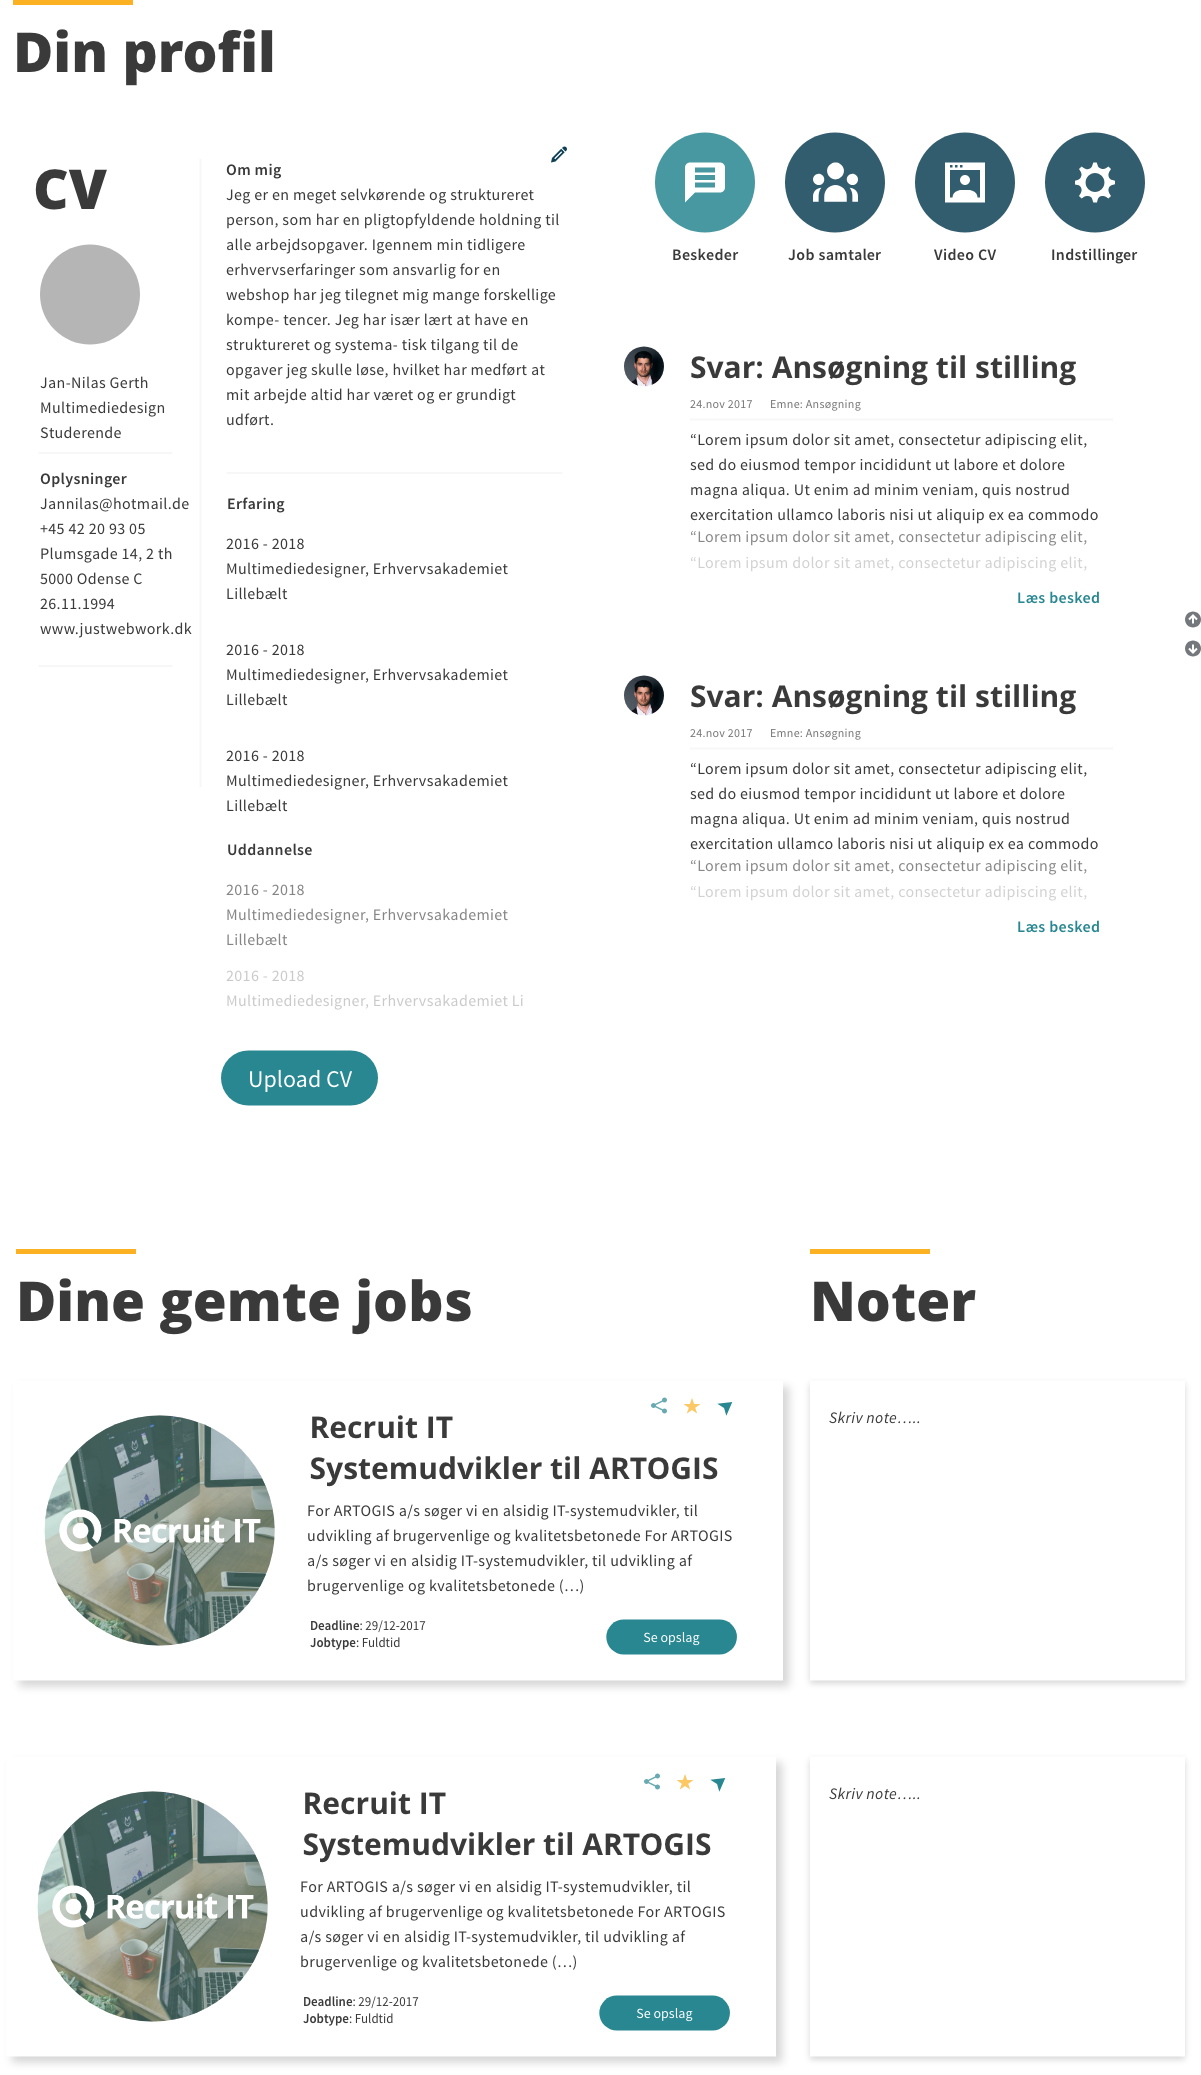 Din profil
CV
Jan-Nilas Gerth
Multimediedesign
Studerende
Oplysninger
Jannilas@hotmail.de
+45 42 20 93 05
Plumsgade 14, 2 th
5000 Odense C
26.11.1994
www.justwebwork.dk
Om mig
Jeg er en meget selvkørende og struktureret
person, som har en pligtopfyldende holdning til
alle arbejdsopgaver. Igennem min tidligere
erhvervserfaringer som ansvarlig for en
webshop har jeg tilegnet mig mange forskellige
kompe- tencer. Jeg har især lært at have en
struktureret og systema- tisk tilgang til de
opgaver jeg skulle løse, hvilket har medført at
mit arbejde altid har været og er grundigt
udført.
Erfaring
2016 - 2018
Multimediedesigner, Erhvervsakademiet
Lillebælt
2016 - 2018
Multimediedesigner, Erhvervsakademiet
Lillebælt
2016 - 2018
Multimediedesigner, Erhvervsakademiet
Lillebælt
Uddannelse
2016 - 2018
Multimediedesigner, Erhvervsakademiet
Lillebælt
2016 - 2018
Multimediedesigner, Erhvervsakademiet Li
Upload CV
Beskeder
Job samtaler
Video CV
Indstillinger
Svar: Ansøgning til stilling
24.nov 2017 Emne: Ansøgning
“Lorem ipsum dolor sit amet, consectetur adipiscing elit,
sed do eiusmod tempor incididunt ut labore et dolore
magna aliqua. Ut enim ad minim veniam, quis nostrud
exercitation ullamco laboris nisi ut aliquip ex ea commodo
“Lorem ipsum dolor sit amet, consectetur adipiscing elit,
“Lorem ipsum dolor sit amet, consectetur adipiscing elit,
Læs besked
Svar: Ansøgning til stilling
24.nov 2017 Emne: Ansøgning
“Lorem ipsum dolor sit amet, consectetur adipiscing elit,
sed do eiusmod tempor incididunt ut labore et dolore
magna aliqua. Ut enim ad minim veniam, quis nostrud
exercitation ullamco laboris nisi ut aliquip ex ea commodo
“Lorem ipsum dolor sit amet, consectetur adipiscing elit,
“Lorem ipsum dolor sit amet, consectetur adipiscing elit,
Læs besked
Dine gemte jobs
Recruit IT
Recruit IT
Systemudvikler til ARTOGIS
For ARTOGIS a/s søger vi en alsidig IT-systemudvikler, til
udvikling af brugervenlige og kvalitetsbetonede For ARTOGIS
a/s søger vi en alsidig IT-systemudvikler, til udvikling af
brugervenlige og kvalitetsbetonede (…)
Deadline: 29/12-2017
Jobtype: Fuldtid
Se opslag
Recruit IT
Recruit IT
Systemudvikler til ARTOGIS
For ARTOGIS a/s søger vi en alsidig IT-systemudvikler, til
udvikling af brugervenlige og kvalitetsbetonede For ARTOGIS
a/s søger vi en alsidig IT-systemudvikler, til udvikling af
brugervenlige og kvalitetsbetonede (…)
Deadline: 29/12-2017
Jobtype: Fuldtid
Se opslag
Noter
Skriv note…..
Skriv note…..